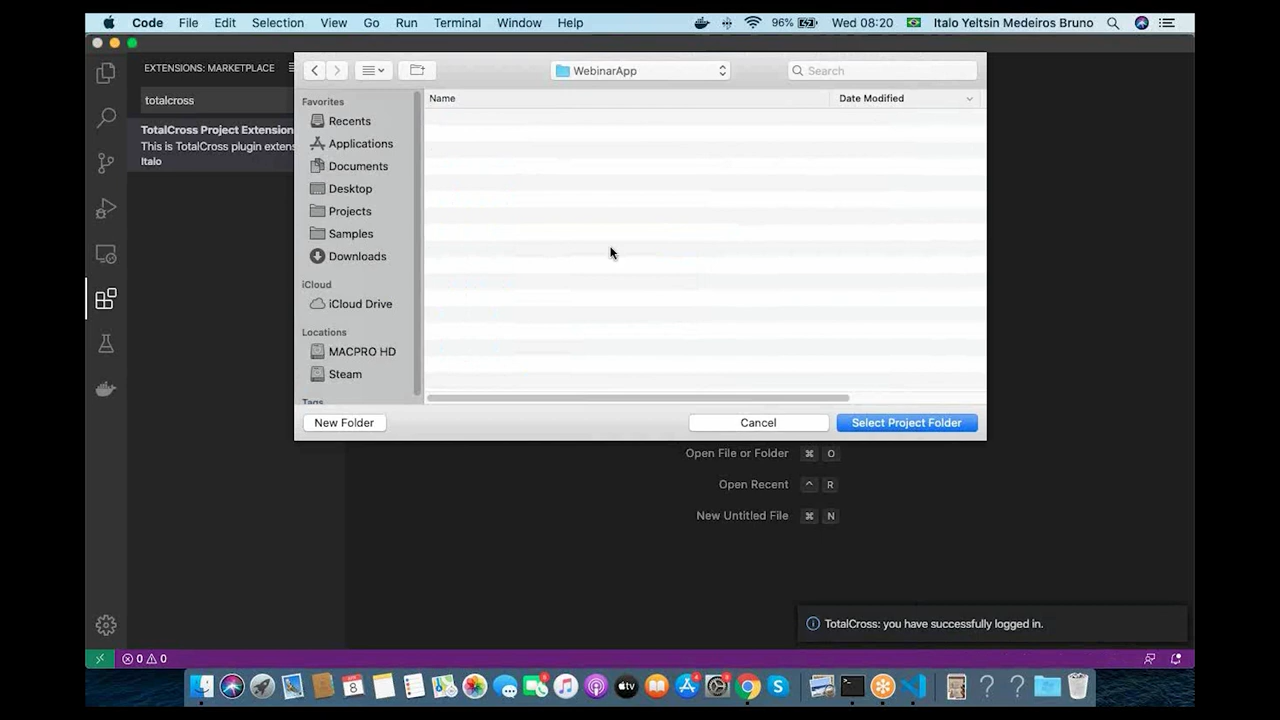 Code File Edit Selection View Go Run Terminal Window Help 96% Wed 08:20 Italo Yeltsin Medeiros Bruno
EXTENSIONS: MARKETPLACE
totalcross
TotalCross Project Extension
This is TotalCross plugin extens
Italo
WebinarApp
Search
Name Date Modified
Favorites
Recents
Applications
Documents
Desktop
Projects
Samples
Downloads
iCloud
iCloud Drive
Locations
MACPRO HD
Steam
Tags
New Folder Cancel Select Project Folder
Open File or Folder ⌘ O
Open Recent ^ R
New Untitled File ⌘ N
TotalCross: you have successfully logged in.
0 0
8
tv